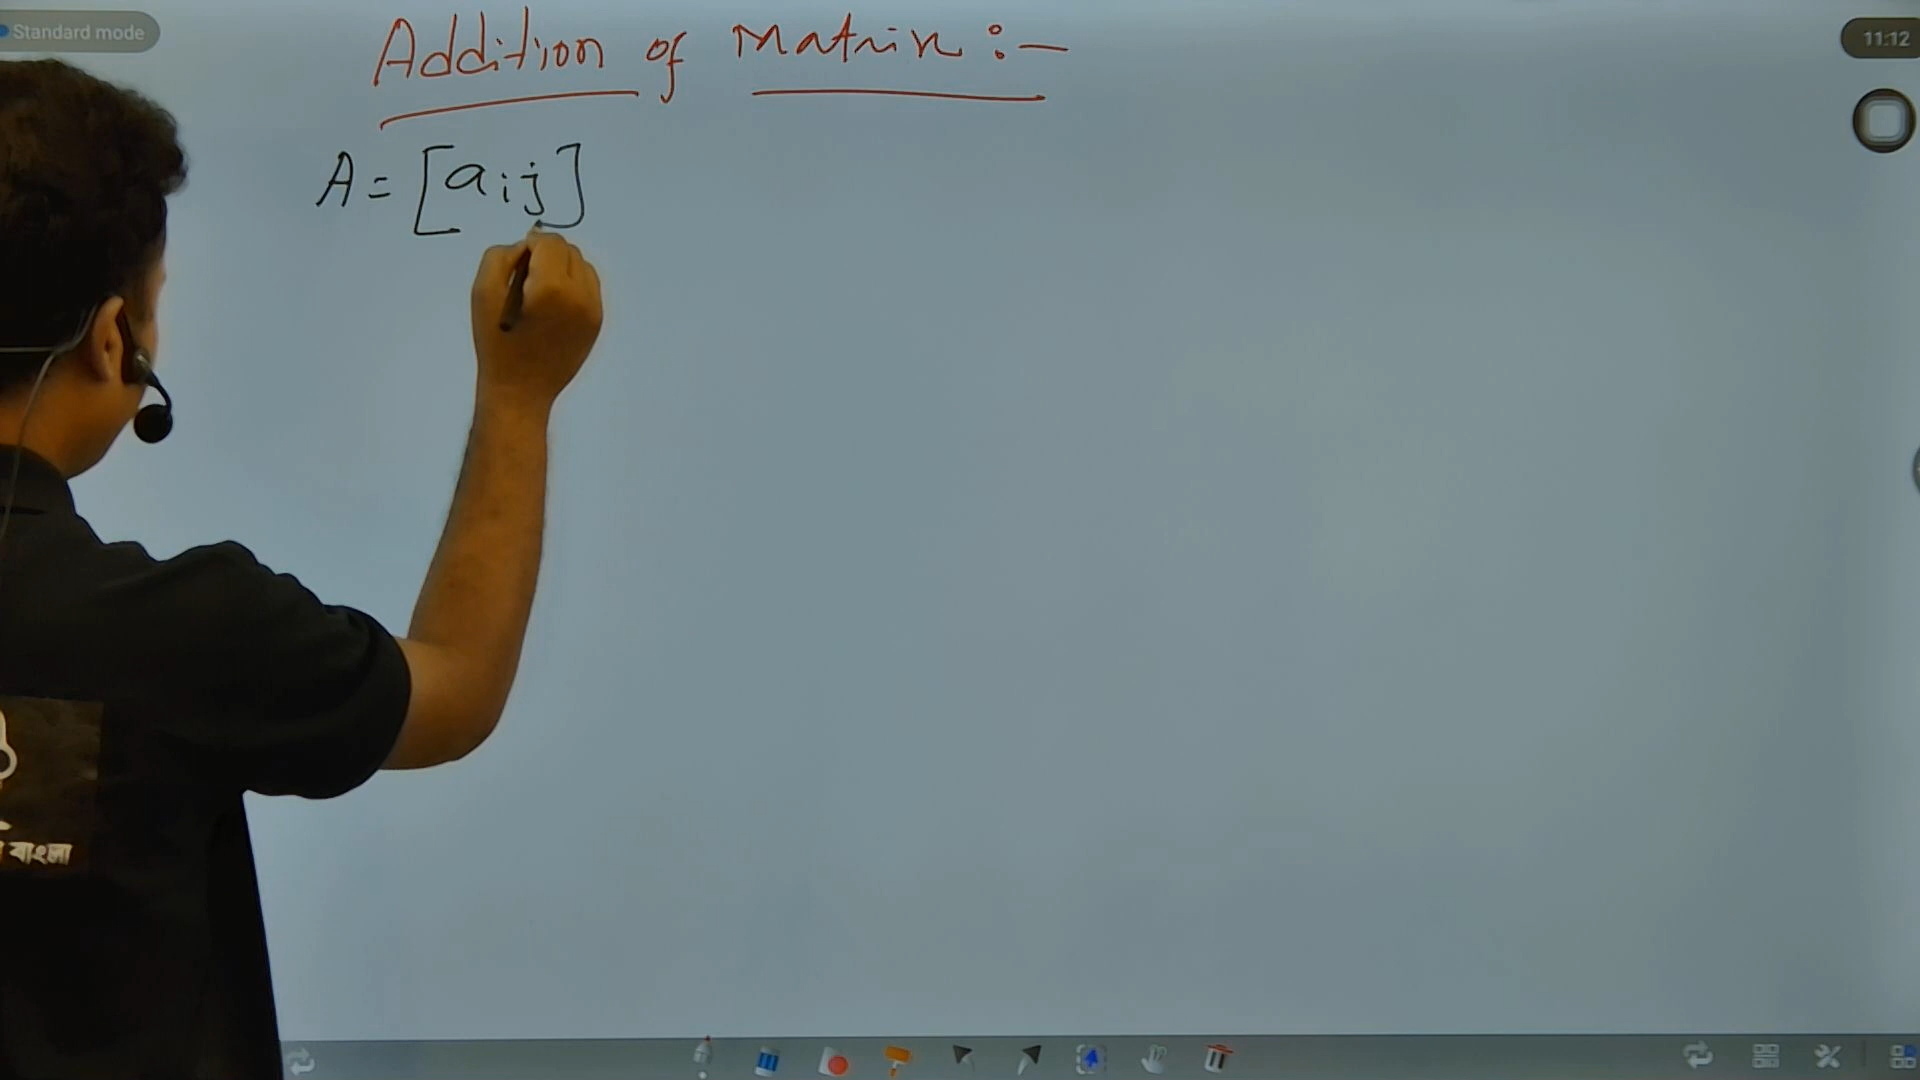 Standard mode
11:12
Addition of Matrix :-
A = [aij]
বাংলা